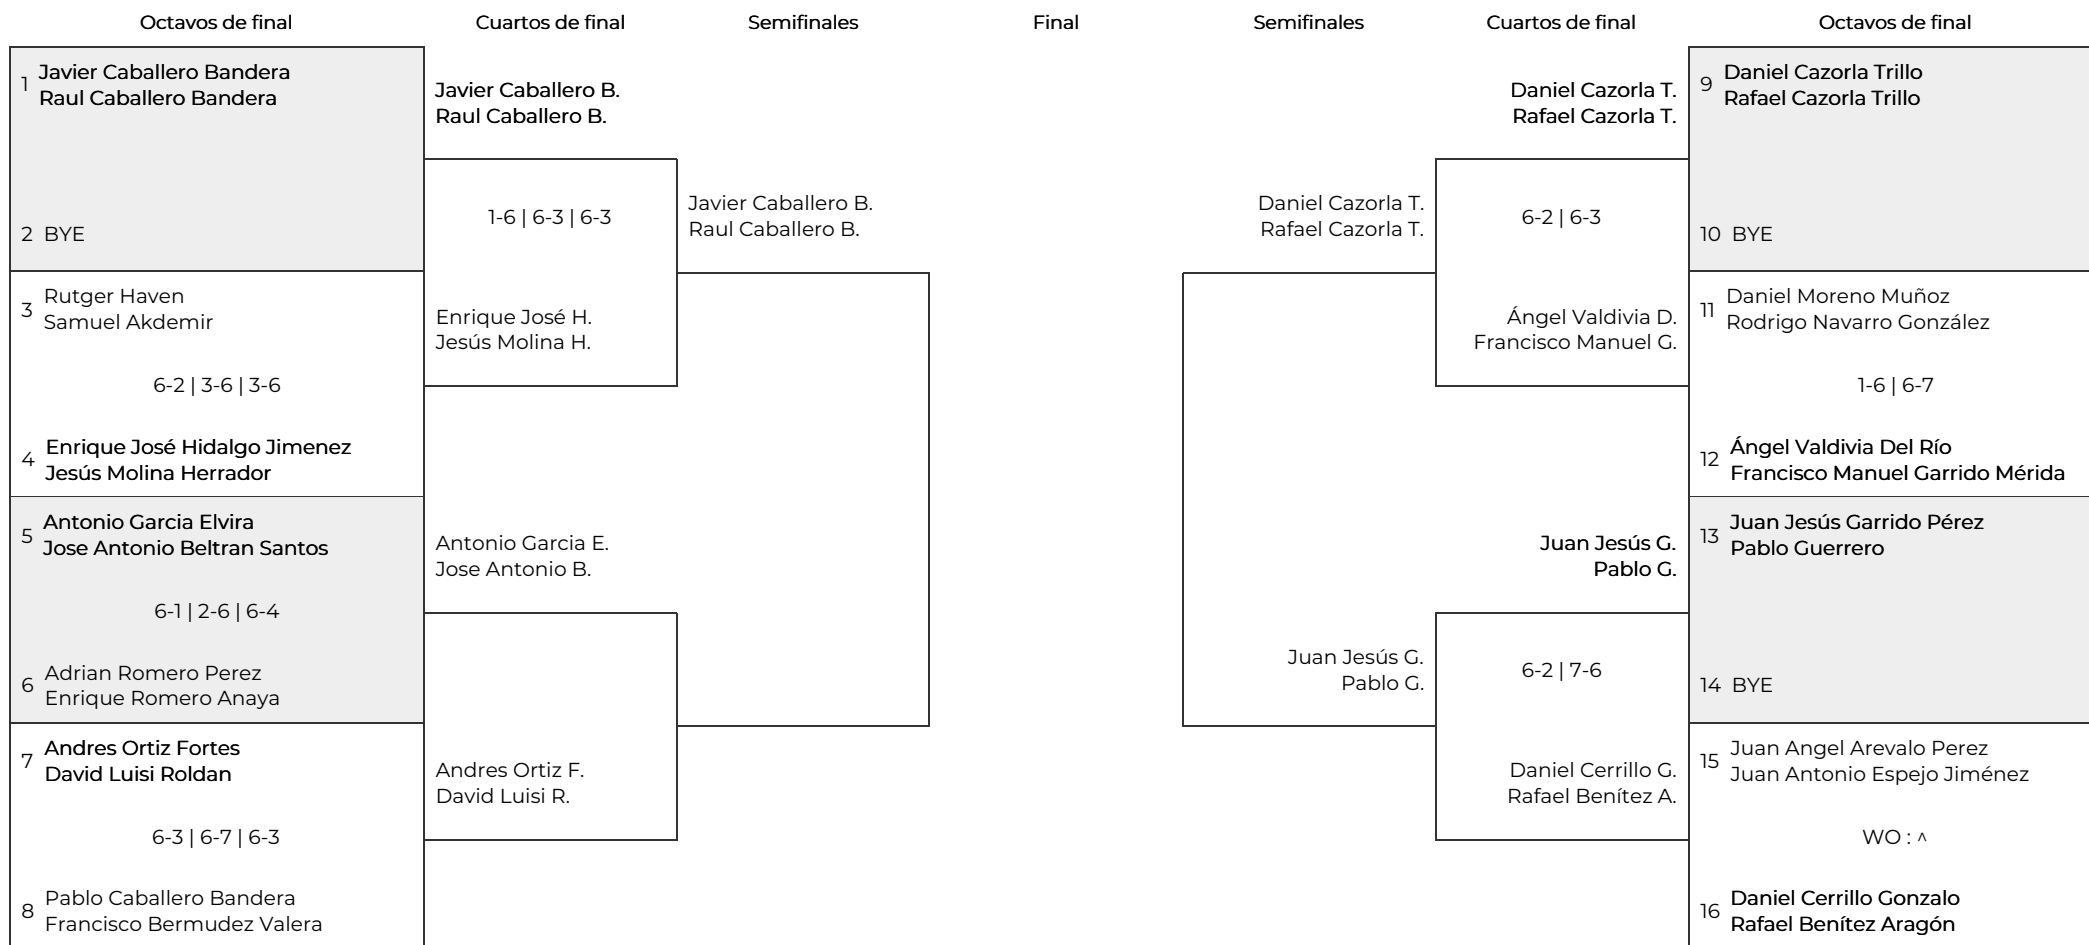 Octavos de final
Cuartos de final
Semifinales
Final
Semifinales
Cuartos de final
Octavos de final
1
Javier Caballero Bandera
Raul Caballero Bandera
2 BYE
3
Rutger Haven
Samuel Akdemir
6-2 | 3-6 | 3-6
4
Enrique José Hidalgo Jimenez
Jesús Molina Herrador
5
Antonio Garcia Elvira
Jose Antonio Beltran Santos
6-1 | 2-6 | 6-4
6
Adrian Romero Perez
Enrique Romero Anaya
7
Andres Ortiz Fortes
David Luisi Roldan
6-3 | 6-7 | 6-3
8
Pablo Caballero Bandera
Francisco Bermudez Valera
Javier Caballero B.
Raul Caballero B.
1-6 | 6-3 | 6-3
Enrique José H.
Jesús Molina H.
Antonio Garcia E.
Jose Antonio B.
Andres Ortiz F.
David Luisi R.
Javier Caballero B.
Raul Caballero B.
Daniel Cazorla T.
Rafael Cazorla T.
Juan Jesús G.
Pablo G.
Daniel Cazorla T.
Rafael Cazorla T.
6-2 | 6-3
Ángel Valdivia D.
Francisco Manuel G.
Juan Jesús G.
Pablo G.
6-2 | 7-6
Daniel Cerrillo G.
Rafael Benítez A.
9
Daniel Cazorla Trillo
Rafael Cazorla Trillo
10 BYE
11
Daniel Moreno Muñoz
Rodrigo Navarro González
1-6 | 6-7
12
Ángel Valdivia Del Río
Francisco Manuel Garrido Mérida
13
Juan Jesús Garrido Pérez
Pablo Guerrero
14 BYE
15
Juan Angel Arevalo Perez
Juan Antonio Espejo Jiménez
WO : ^
16
Daniel Cerrillo Gonzalo
Rafael Benítez Aragón